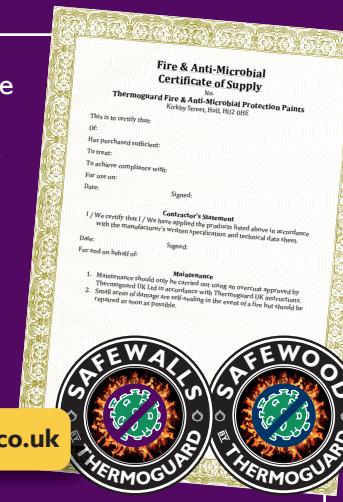 e
Fire & Anti-Microbial
Certificate of Supply
No.
Thermoguard Fire & Anti-Microbial Protection Paints
Kirkby Street, Hull, HU2 0HE
This is to certify that:
Of:
Has purchased sufficient:
To treat:
To achieve compliance with:
For use on:
Date:
Signed:
Contractor's Statement
I / We certify that I / We have applied the products listed above in accordance
with the manufacturer's written specification and technical data sheet.
Date:
Signed:
For and on behalf of:
Maintenance
1. Maintenance should only be carried out using an overcoat approved by
Thermoguard UK Ltd in accordance with Thermoguard UK instructions.
2. Small areas of damage are self-sealing in the event of a fire but should be
repaired as soon as possible.
co.uk
SAFEWALLS
BY THERMOGUARD
SAFEWOOD
BY THERMOGUARD